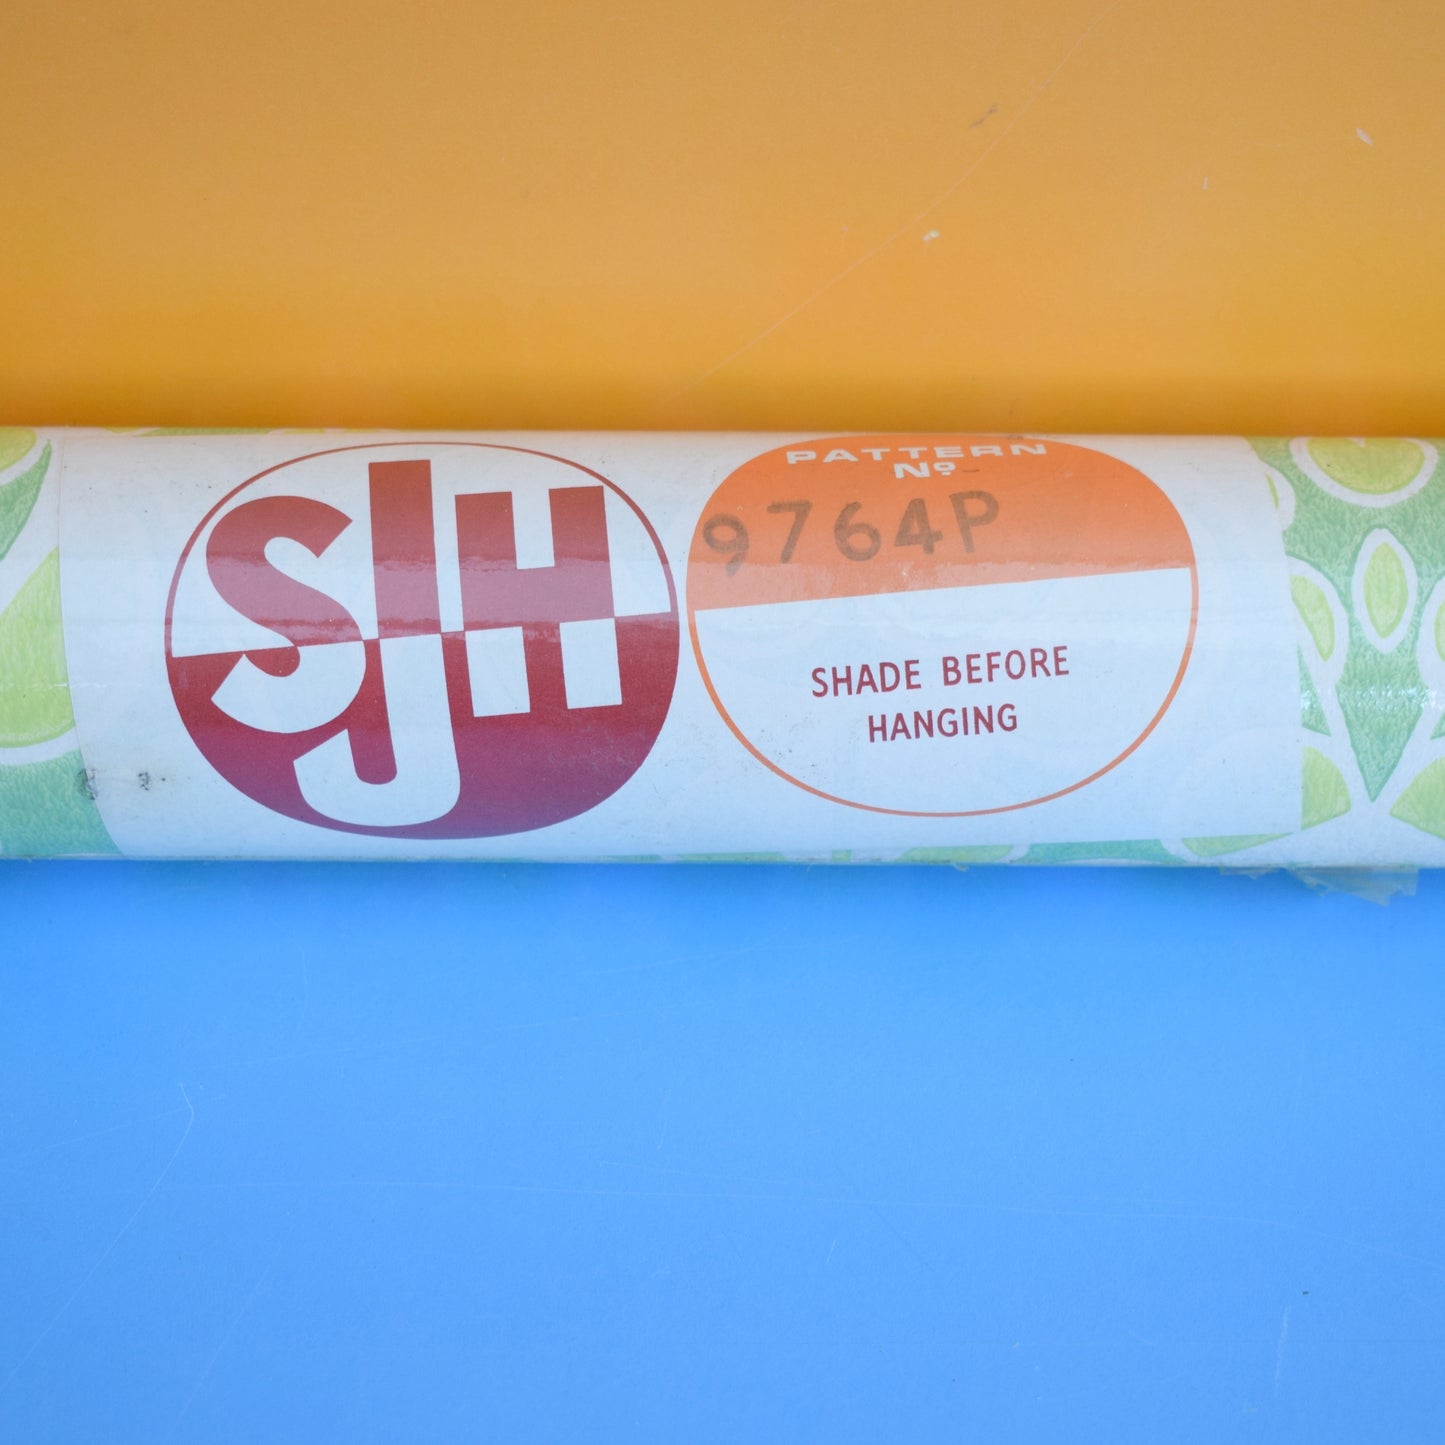 SJH
PATTERN
Nº-
9764P
SHADE BEFORE
HANGING